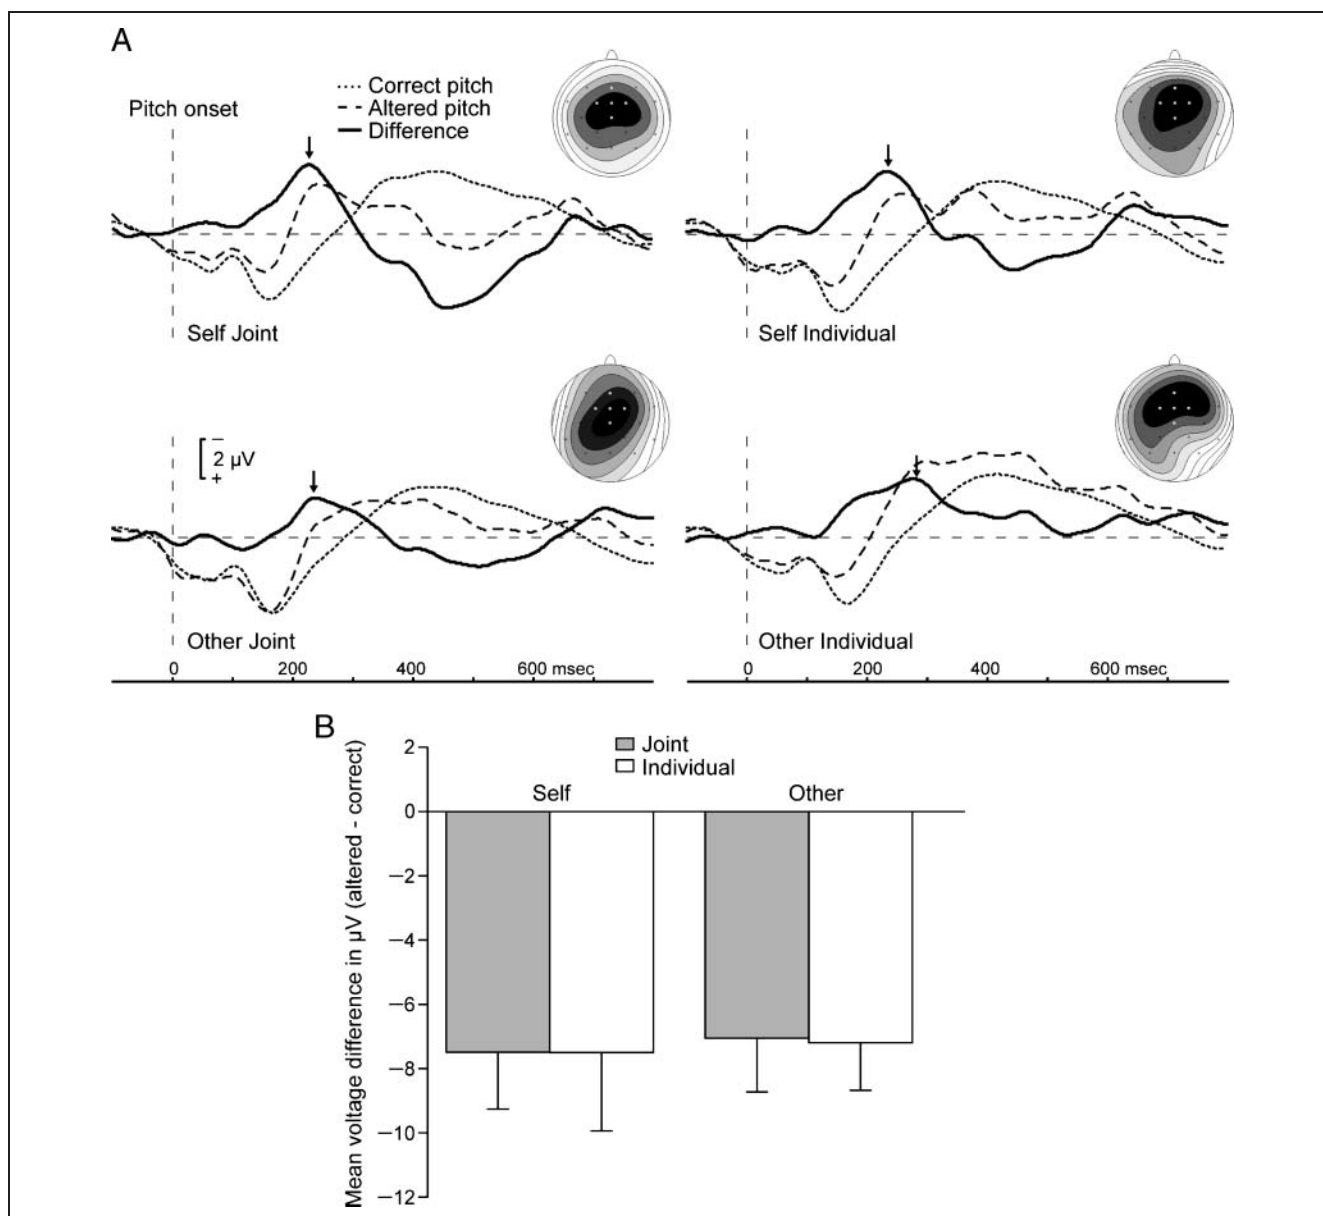 A
Correct pitch
Altered pitch
Difference
Pitch onset
Self Joint
Self Individual
− 2 µV +
Other Joint
Other Individual
0 200 400 600 msec
0 200 400 600 msec
B
Joint
Individual
Self Other
Mean voltage difference in µV (altered - correct)
2
0
−2
−4
−6
−8
−10
−12